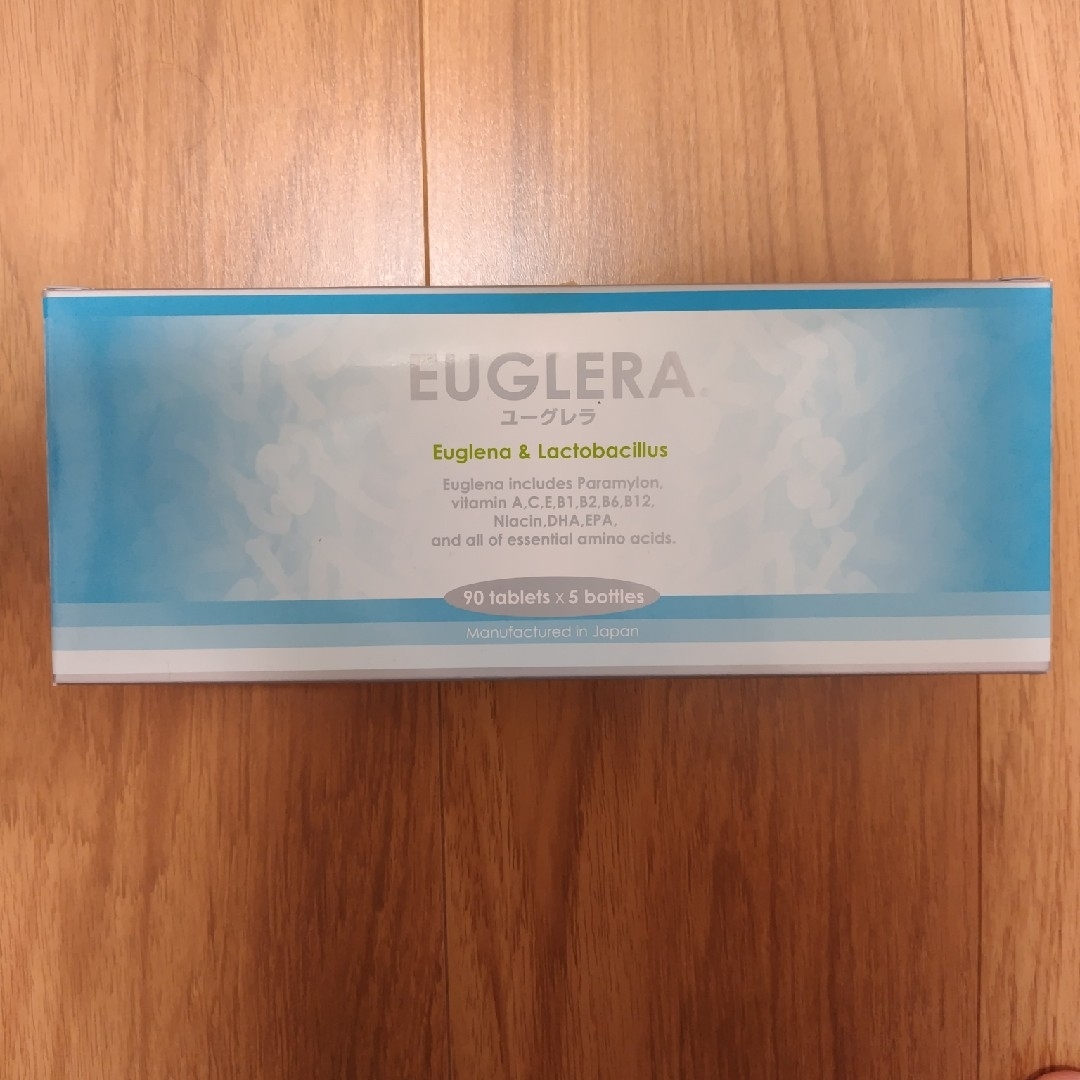 EUGLERA.
ユーグレラ
Euglena & Lactobacillus
Euglena includes Paramylon,
vitamin A,C,E,B1,B2,B6,B12,
Niacin,DHA,EPA,
and all of essential amino acids.
90 tablets x 5 bottles
Manufactured in Japan